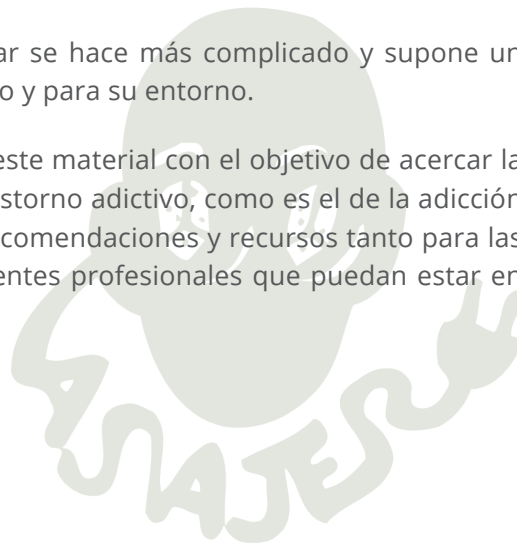 ar se hace más complicado y supone un
o y para su entorno.
este material con el objetivo de acercar la
storno adictivo, como es el de la adicción
comendaciones y recursos tanto para las
entes profesionales que puedan estar en
ASAJER